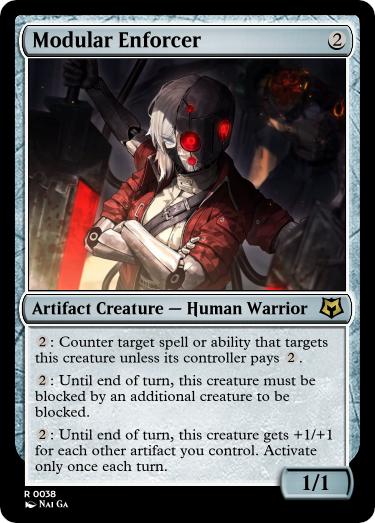 Modular Enforcer 2
Artifact Creature — Human Warrior
2 : Counter target spell or ability that targets
this creature unless its controller pays 2 .
2 : Until end of turn, this creature must be
blocked by an additional creature to be
blocked.
2 : Until end of turn, this creature gets +1/+1
for each other artifact you control. Activate
only once each turn.
1/1
R 0038
Nai Ga